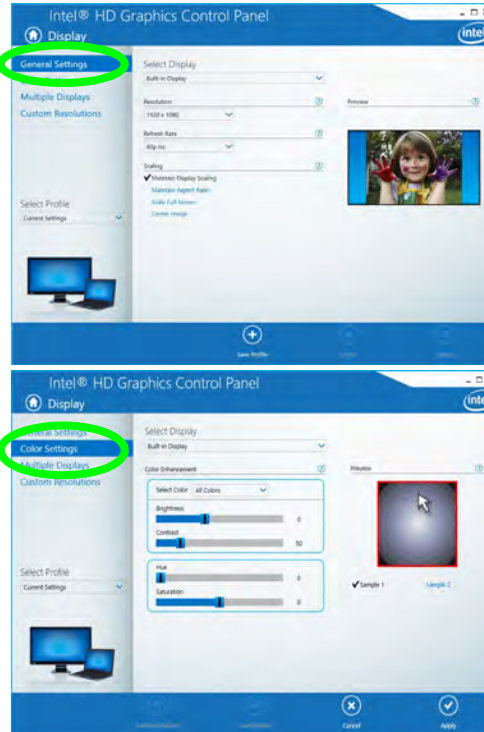 Intel® HD Graphics Control Panel
Display
intel
General Settings
Multiple Displays
Custom Resolutions
Select Profile
Current Settings
Select Display
Built-in Display
Resolution
1920 x 1080
Refresh Rate
60p Hz
Scaling
Maintain Display Scaling
Maintain Aspect Ratio
Scale Full Screen
Center Image
Preview
Save Profile
Intel® HD Graphics Control Panel
Display
intel
General Settings
Color Settings
Multiple Displays
Custom Resolutions
Select Profile
Current Settings
Select Display
Built-in Display
Color Enhancement
Select Color All Colors
Brightness
0
Contrast
50
Hue
0
Saturation
0
Preview
Sample 1 Sample 2
Cancel
Apply